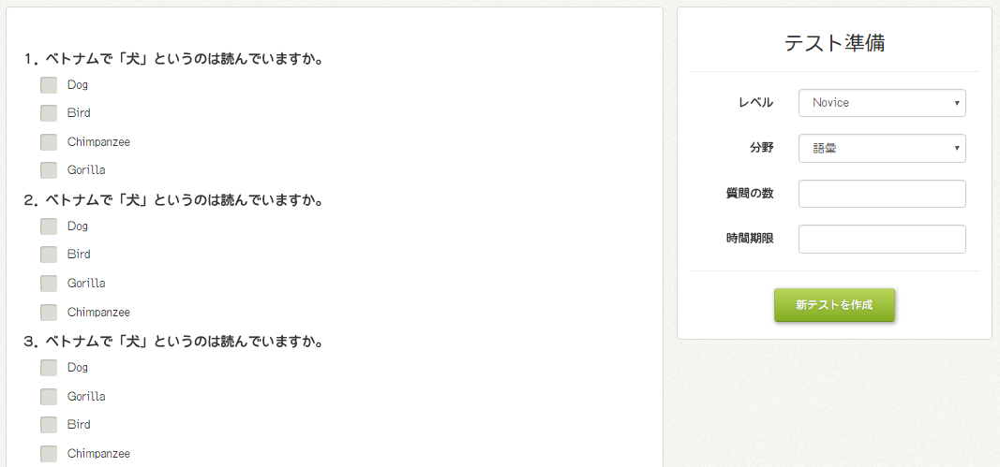 1. ベトナムで「犬」というのは読んでいますか。
Dog
Bird
Chimpanzee
Gorilla
2. ベトナムで「犬」というのは読んでいますか。
Dog
Bird
Gorilla
Chimpanzee
3. ベトナムで「犬」というのは読んでいますか。
Dog
Gorilla
Bird
Chimpanzee
テスト準備
レベル Novice
分野 語彙
質問の数
時間期限
新テストを作成